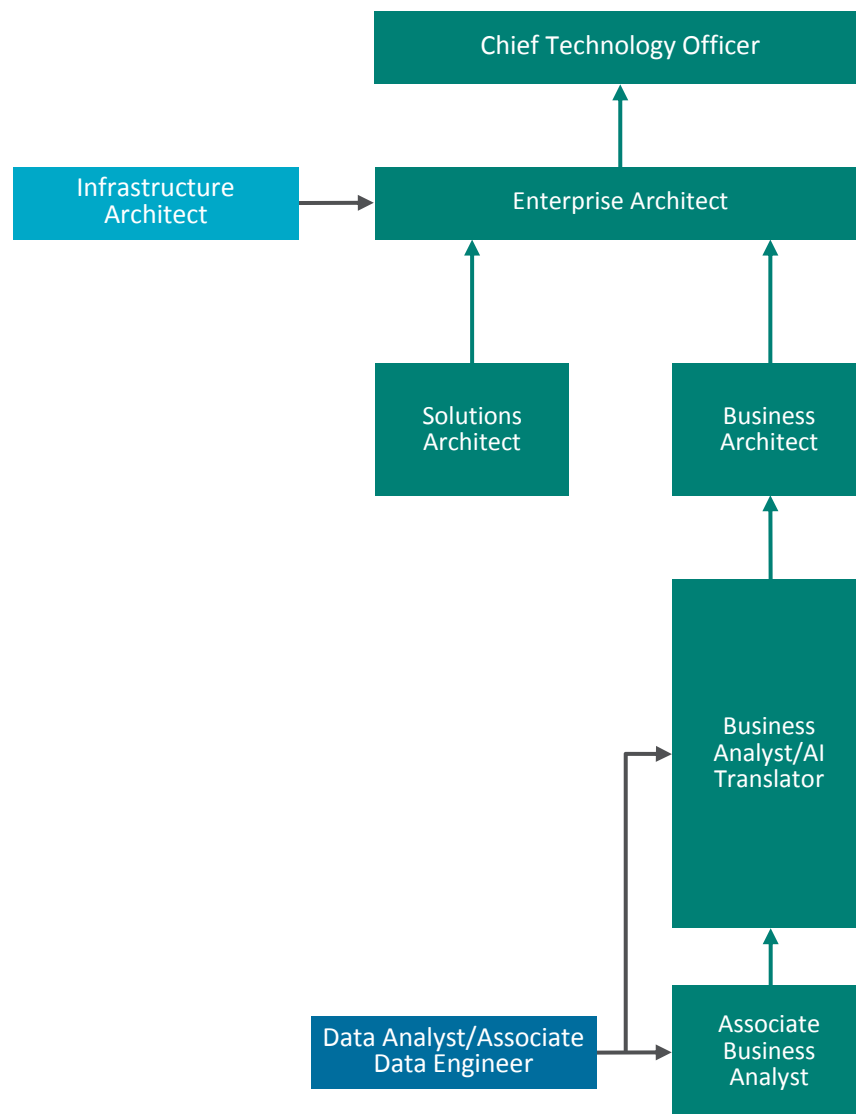 Chief Technology Officer
Infrastructure
Architect
Enterprise Architect
Solutions
Architect
Business
Architect
Business
Analyst/AI
Translator
Data Analyst/Associate
Data Engineer
Associate
Business
Analyst